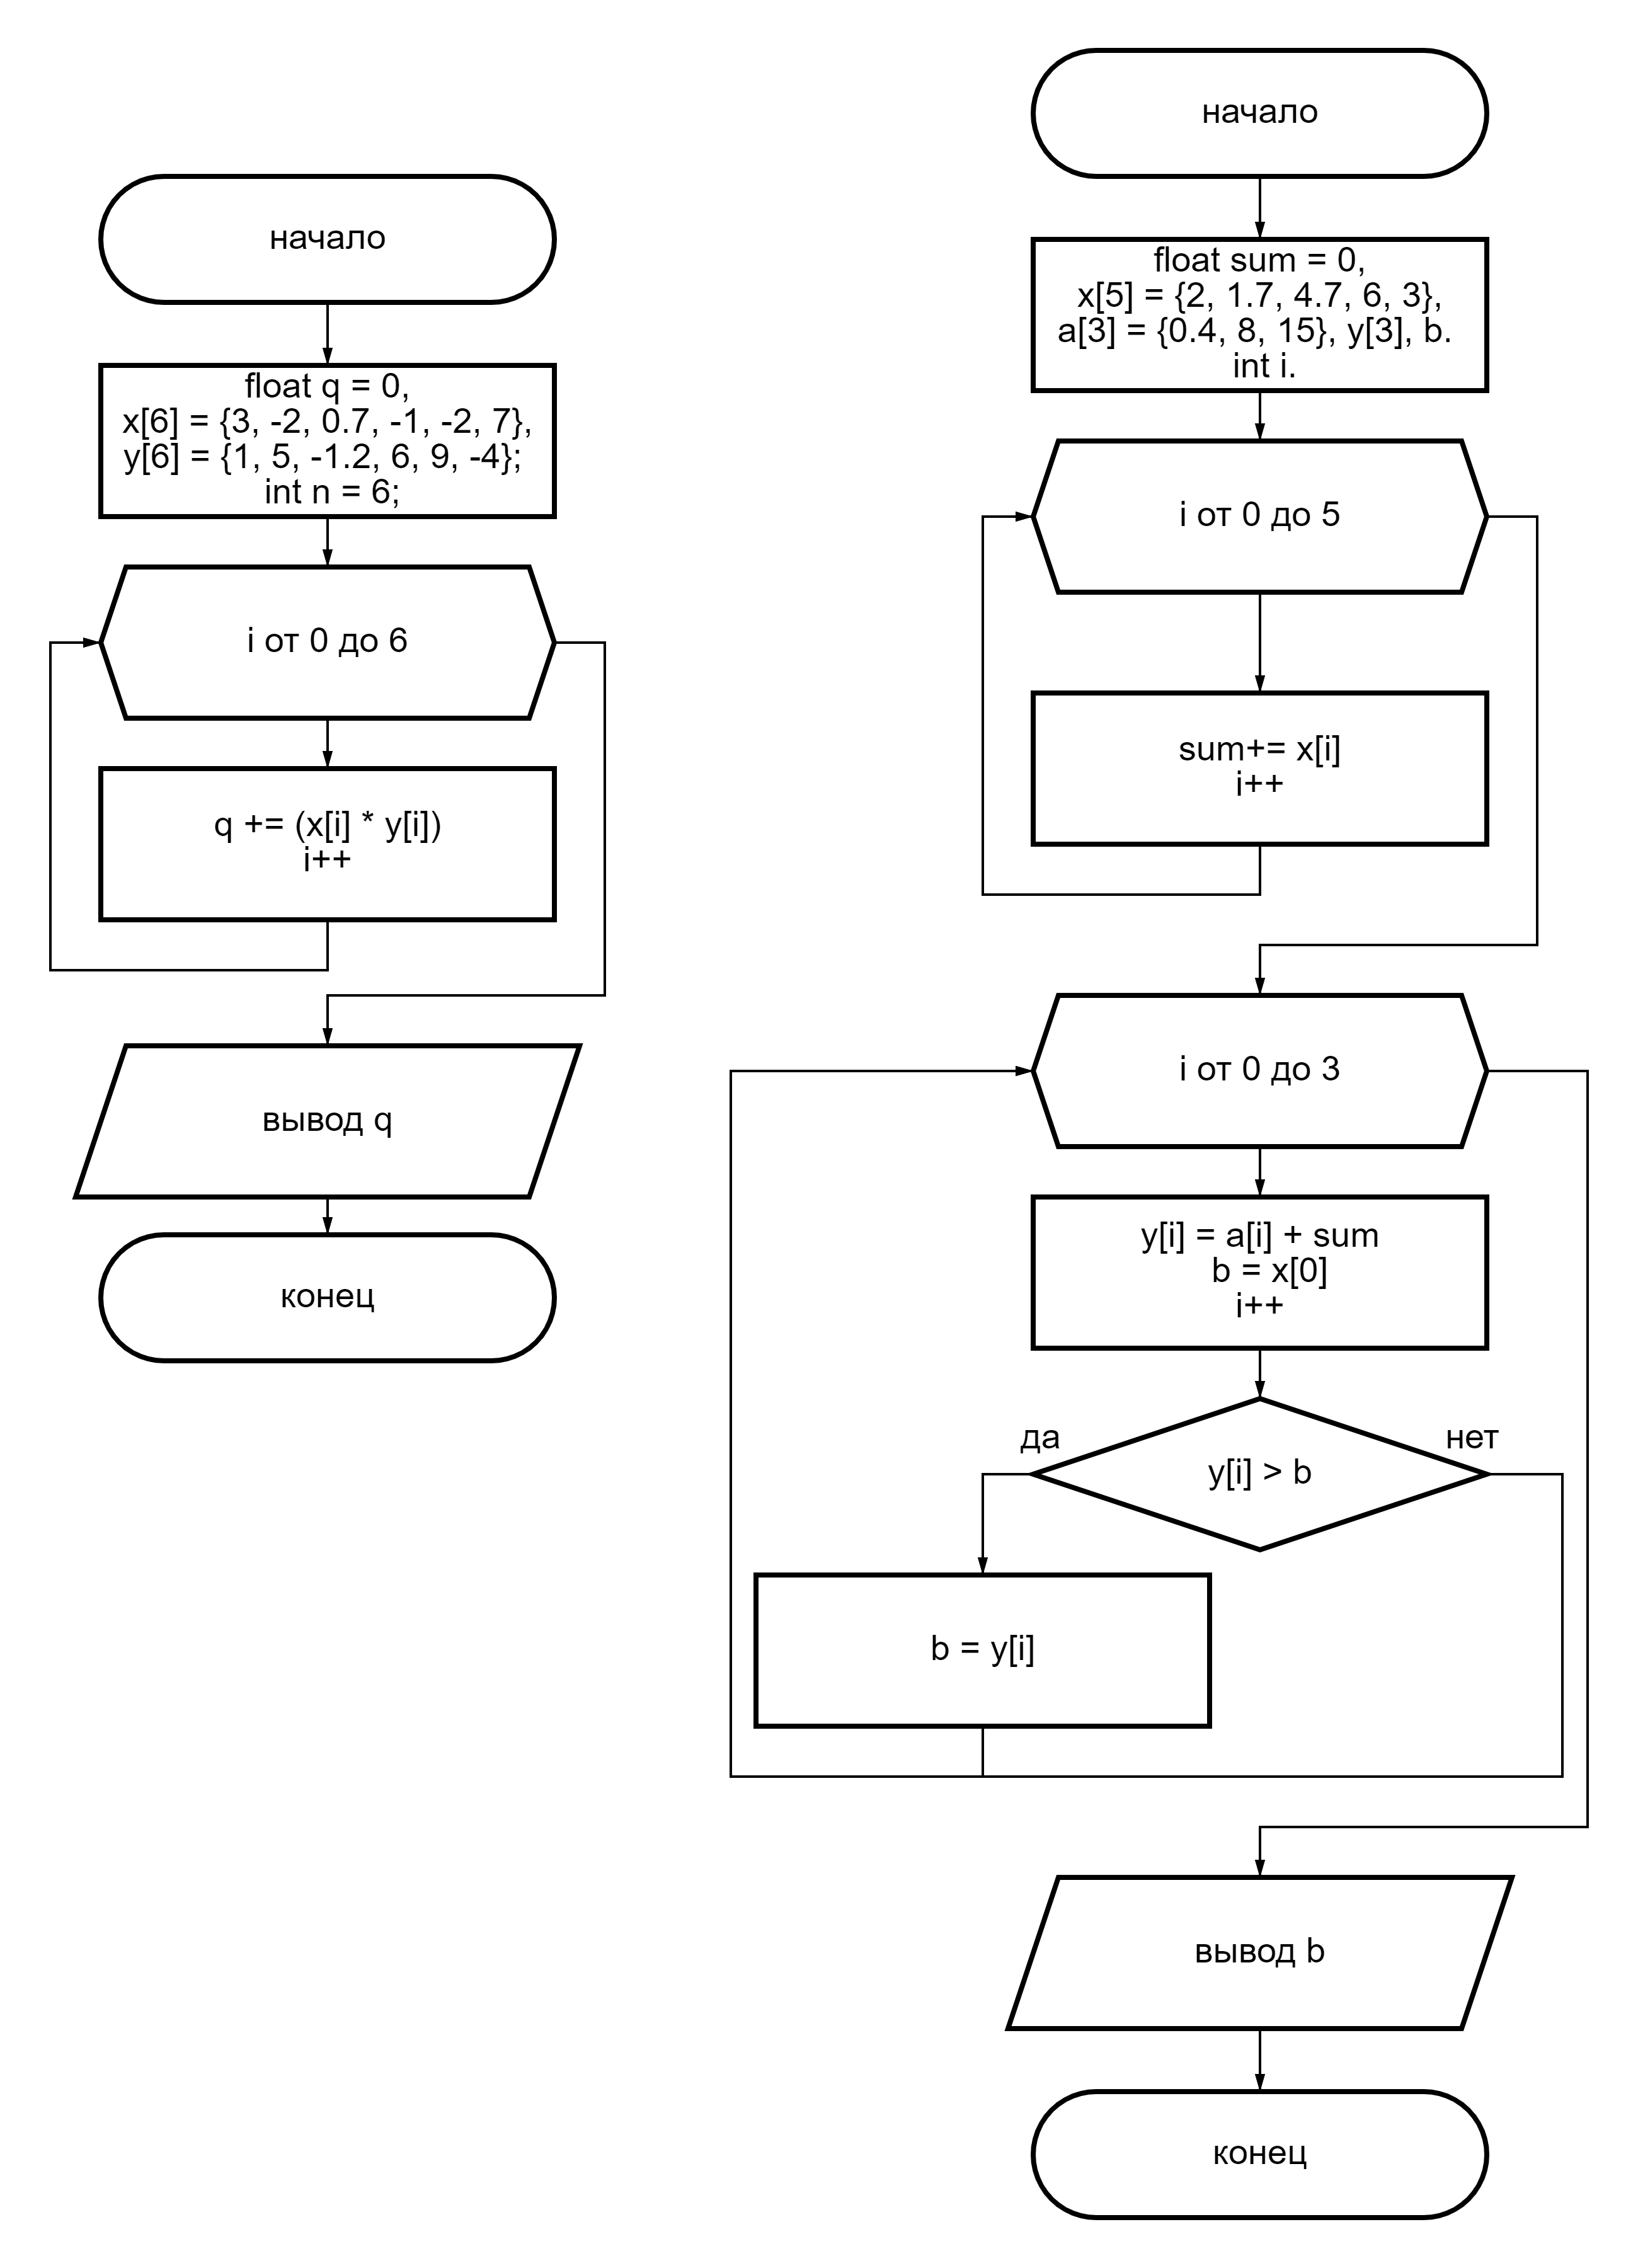 начало
float q = 0,
x[6] = {3, -2, 0.7, -1, -2, 7},
y[6] = {1, 5, -1.2, 6, 9, -4};
int n = 6;
i от 0 до 6
q += (x[i] * y[i])
i++
вывод q
конец
начало
float sum = 0,
x[5] = {2, 1.7, 4.7, 6, 3},
a[3] = {0.4, 8, 15}, y[3], b.
int i.
i от 0 до 5
sum+= x[i]
i++
i от 0 до 3
y[i] = a[i] + sum
b = x[0]
i++
да
нет
y[i] > b
b = y[i]
вывод b
конец